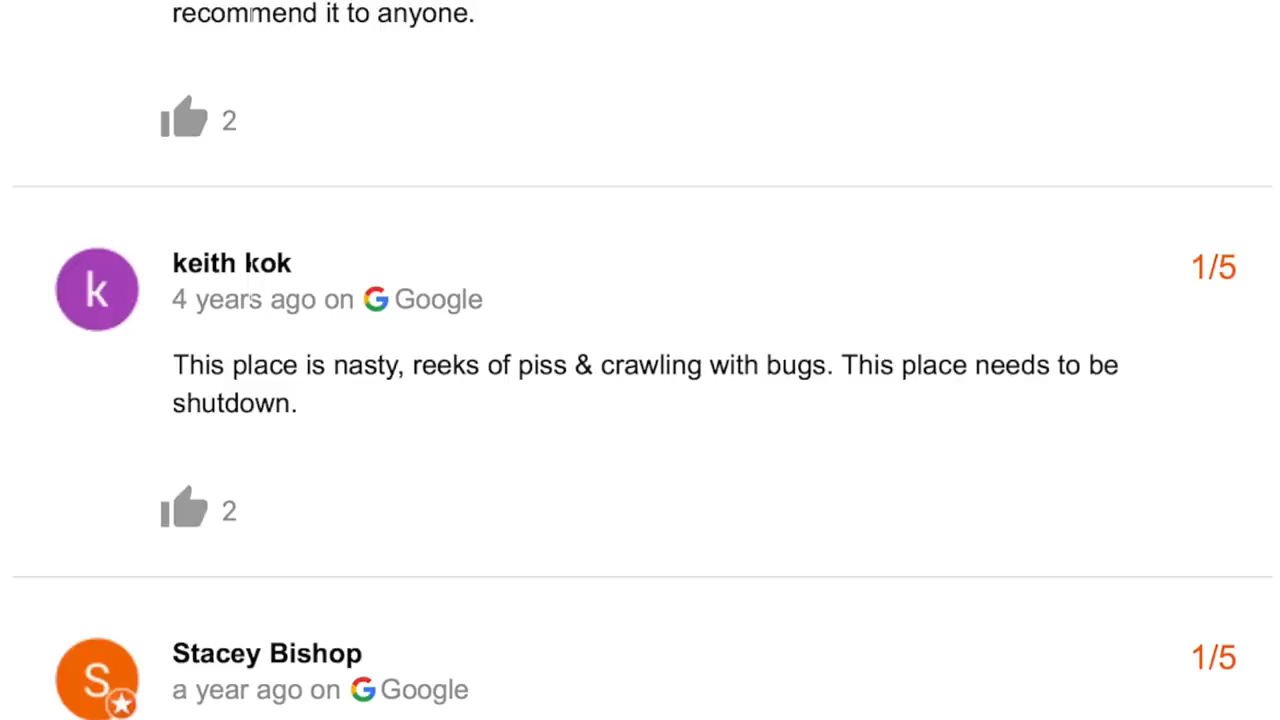 recommend it to anyone.
2
keith kok
1/5
k
4 years ago on Google
This place is nasty, reeks of piss & crawling with bugs. This place needs to be
shutdown.
2
Stacey Bishop
1/5
S
a year ago on Google